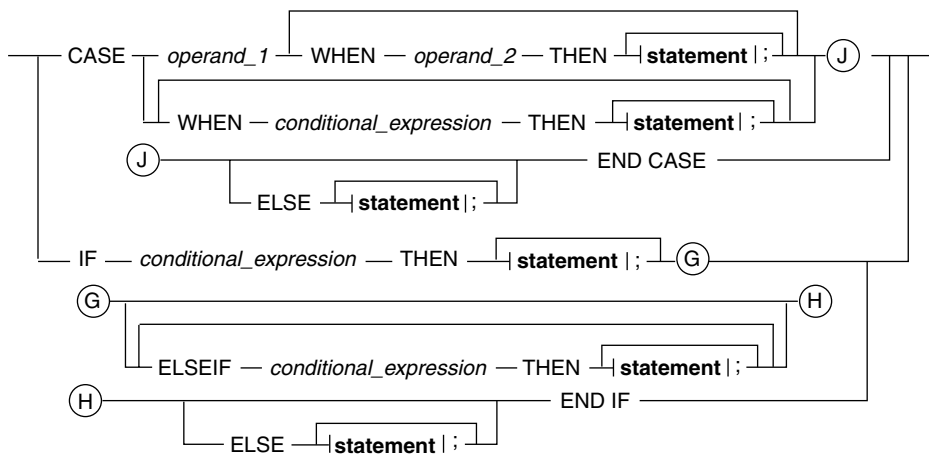 CASE operand_1 WHEN operand_2 THEN |statement|; J
WHEN conditional_expression THEN |statement|;
J END CASE
ELSE |statement|;
IF conditional_expression THEN |statement|; G
G H
ELSEIF conditional_expression THEN |statement|;
H END IF
ELSE |statement|;